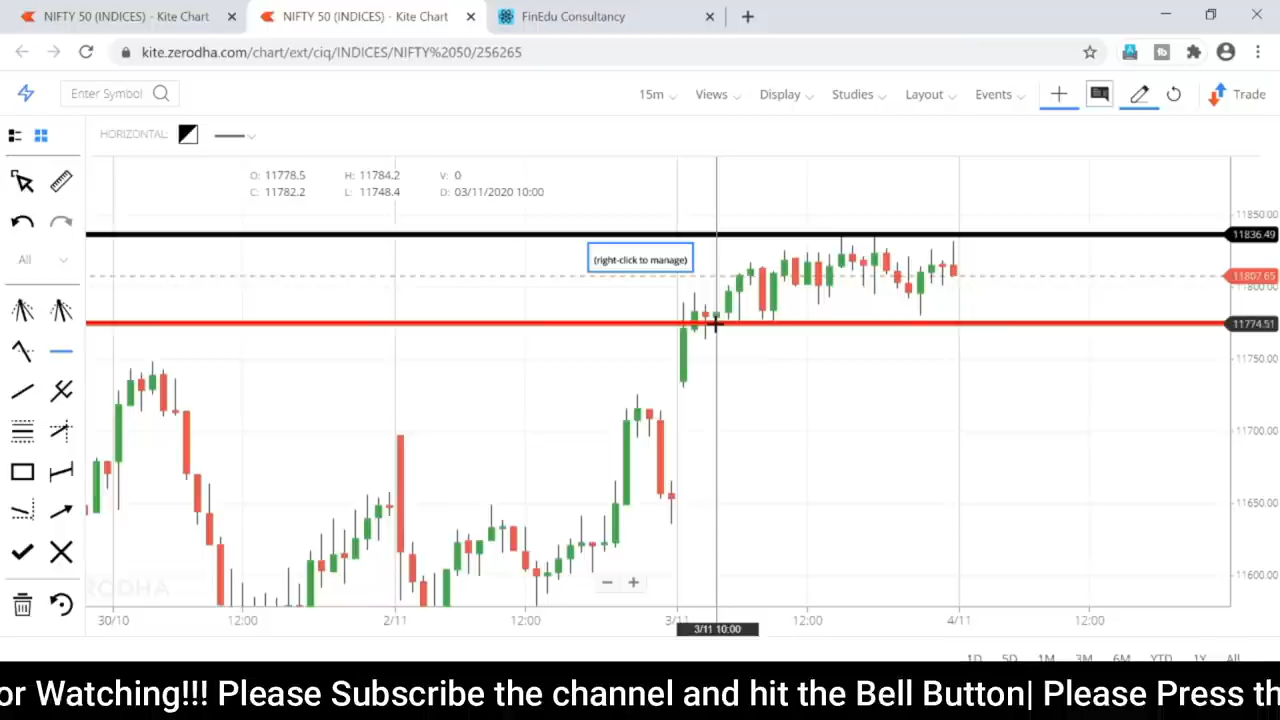 NIFTY 50 (INDICES) - Kite Chart
NIFTY 50 (INDICES) - Kite Chart
FinEdu Consultancy
kite.zerodha.com/chart/ext/ciq/INDICES/NIFTY%2050/256265
Enter Symbol
15m Views Display Studies Layout Events Trade
HORIZONTAL:
O: 11778.5 H: 11784.2 V: 0
C: 11782.2 L: 11748.4 D: 03/11/2020 10:00
11850.00
11836.49
All
(right-click to manage)
11807.65
11800.00
11774.51
11750.00
11700.00
11650.00
11600.00
30/10 12:00 2/11 12:00 3/11 12:00 4/11 12:00
3/11 10:00
1D 5D 1M 3M 6M YTD 1Y All
or Watching!!! Please Subscribe the channel and hit the Bell Button| Please Press th